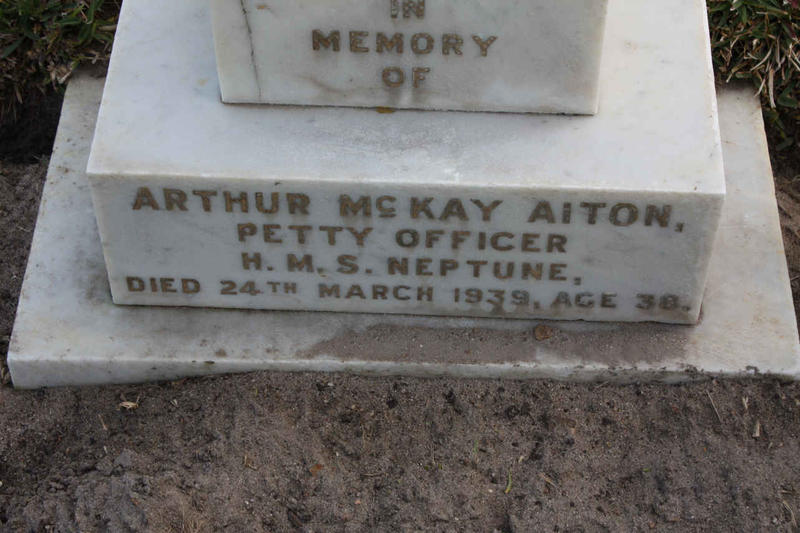 IN
MEMORY
OF
ARTHUR McKAY AITON,
PETTY OFFICER
H. M. S. NEPTUNE,
DIED 24TH MARCH 1939, AGE 38.